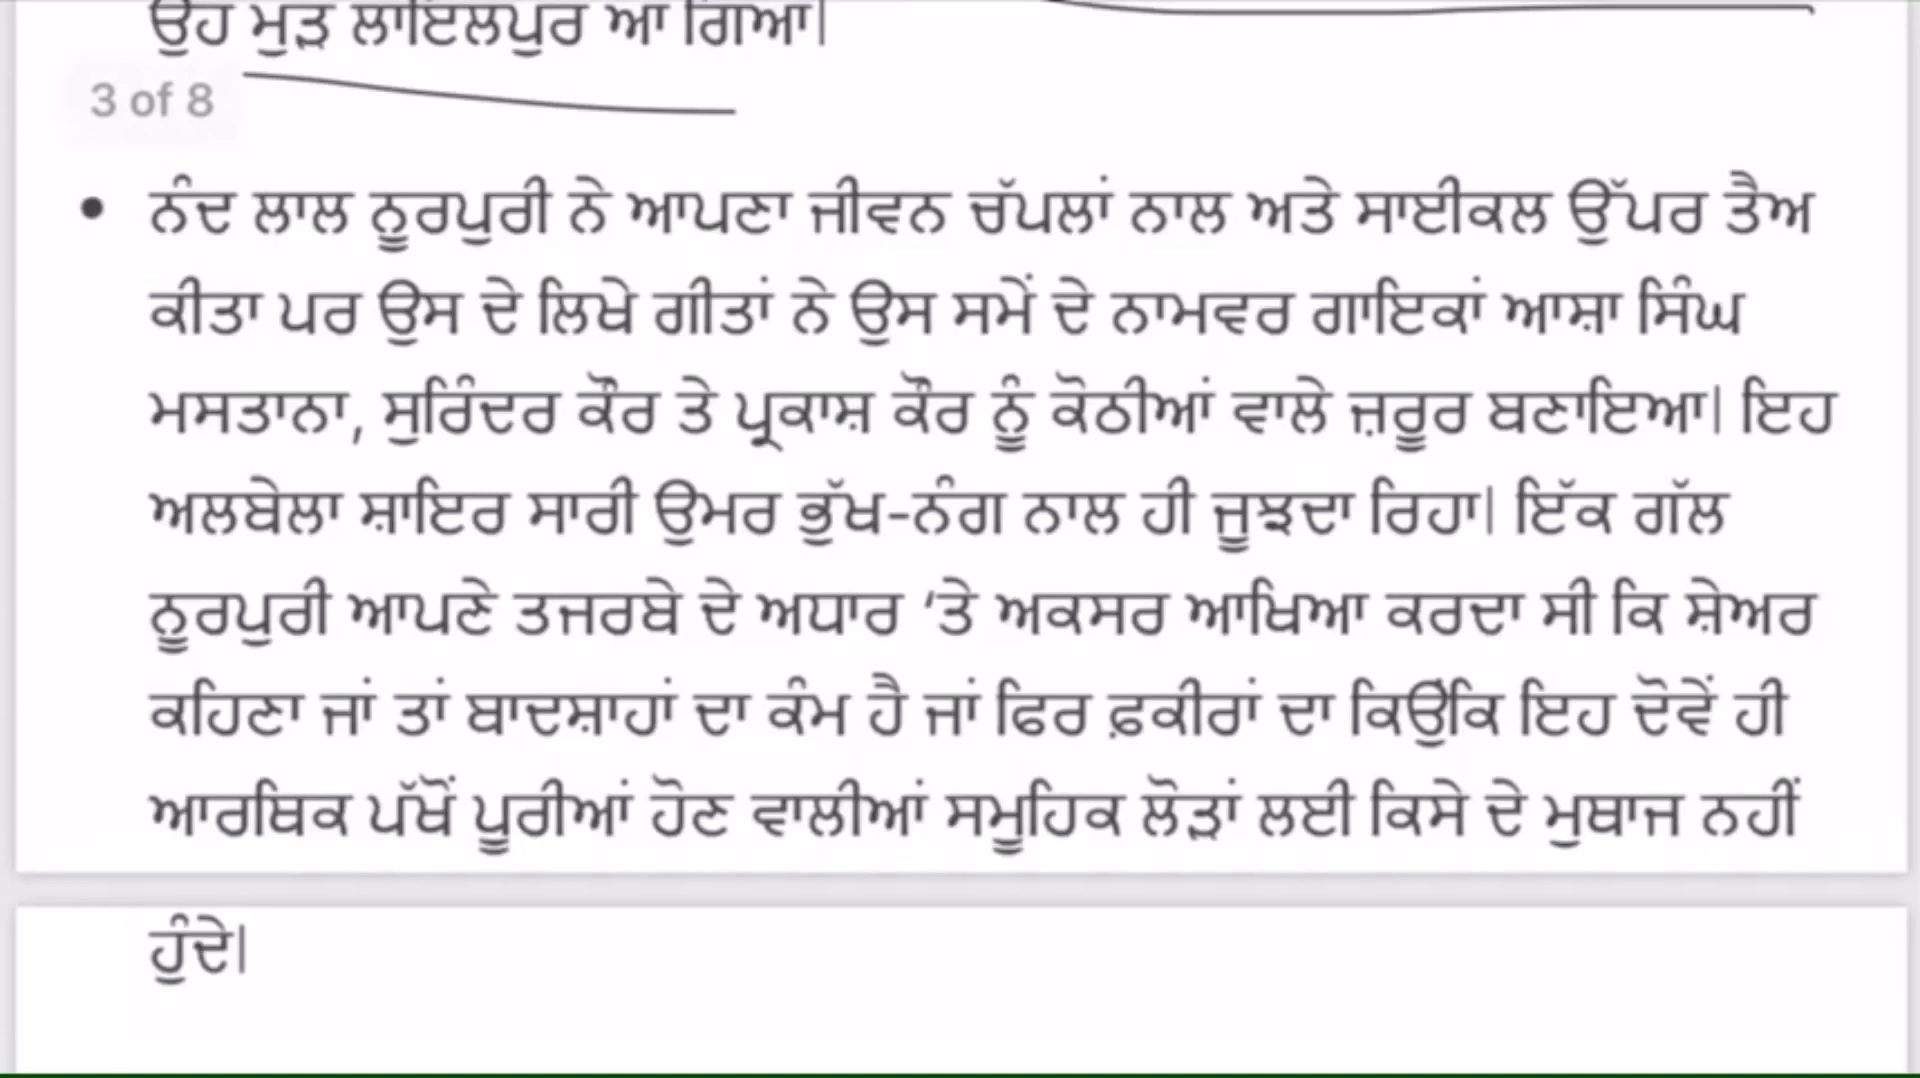 ਉਹ ਮੁੜ ਲਾਇਲਪੁਰ ਆ ਗਿਆ|
3 of 8
• ਨੰਦ ਲਾਲ ਨੂਰਪੁਰੀ ਨੇ ਆਪਣਾ ਜੀਵਨ ਚੱਪਲਾਂ ਨਾਲ ਅਤੇ ਸਾਈਕਲ ਉੱਪਰ ਤੈਅ
ਕੀਤਾ ਪਰ ਉਸ ਦੇ ਲਿਖੇ ਗੀਤਾਂ ਨੇ ਉਸ ਸਮੇਂ ਦੇ ਨਾਮਵਰ ਗਾਇਕਾਂ ਆਸ਼ਾ ਸਿੰਘ
ਮਸਤਾਨਾ, ਸੁਰਿੰਦਰ ਕੌਰ ਤੇ ਪ੍ਰਕਾਸ਼ ਕੌਰ ਨੂੰ ਕੋਠੀਆਂ ਵਾਲੇ ਜ਼ਰੂਰ ਬਣਾਇਆ| ਇਹ
ਅਲਬੇਲਾ ਸ਼ਾਇਰ ਸਾਰੀ ਉਮਰ ਭੁੱਖ-ਨੰਗ ਨਾਲ ਹੀ ਜੂਝਦਾ ਰਿਹਾ| ਇੱਕ ਗੱਲ
ਨੂਰਪੁਰੀ ਆਪਣੇ ਤਜਰਬੇ ਦੇ ਅਧਾਰ ‘ਤੇ ਅਕਸਰ ਆਖਿਆ ਕਰਦਾ ਸੀ ਕਿ ਸ਼ੇਅਰ
ਕਹਿਣਾ ਜਾਂ ਤਾਂ ਬਾਦਸ਼ਾਹਾਂ ਦਾ ਕੰਮ ਹੈ ਜਾਂ ਫਿਰ ਫ਼ਕੀਰਾਂ ਦਾ ਕਿਉਂਕਿ ਇਹ ਦੋਵੇਂ ਹੀ
ਆਰਥਿਕ ਪੱਖੋਂ ਪੂਰੀਆਂ ਹੋਣ ਵਾਲੀਆਂ ਸਮੂਹਿਕ ਲੋੜਾਂ ਲਈ ਕਿਸੇ ਦੇ ਮੁਥਾਜ ਨਹੀਂ
ਹੁੰਦੇ|